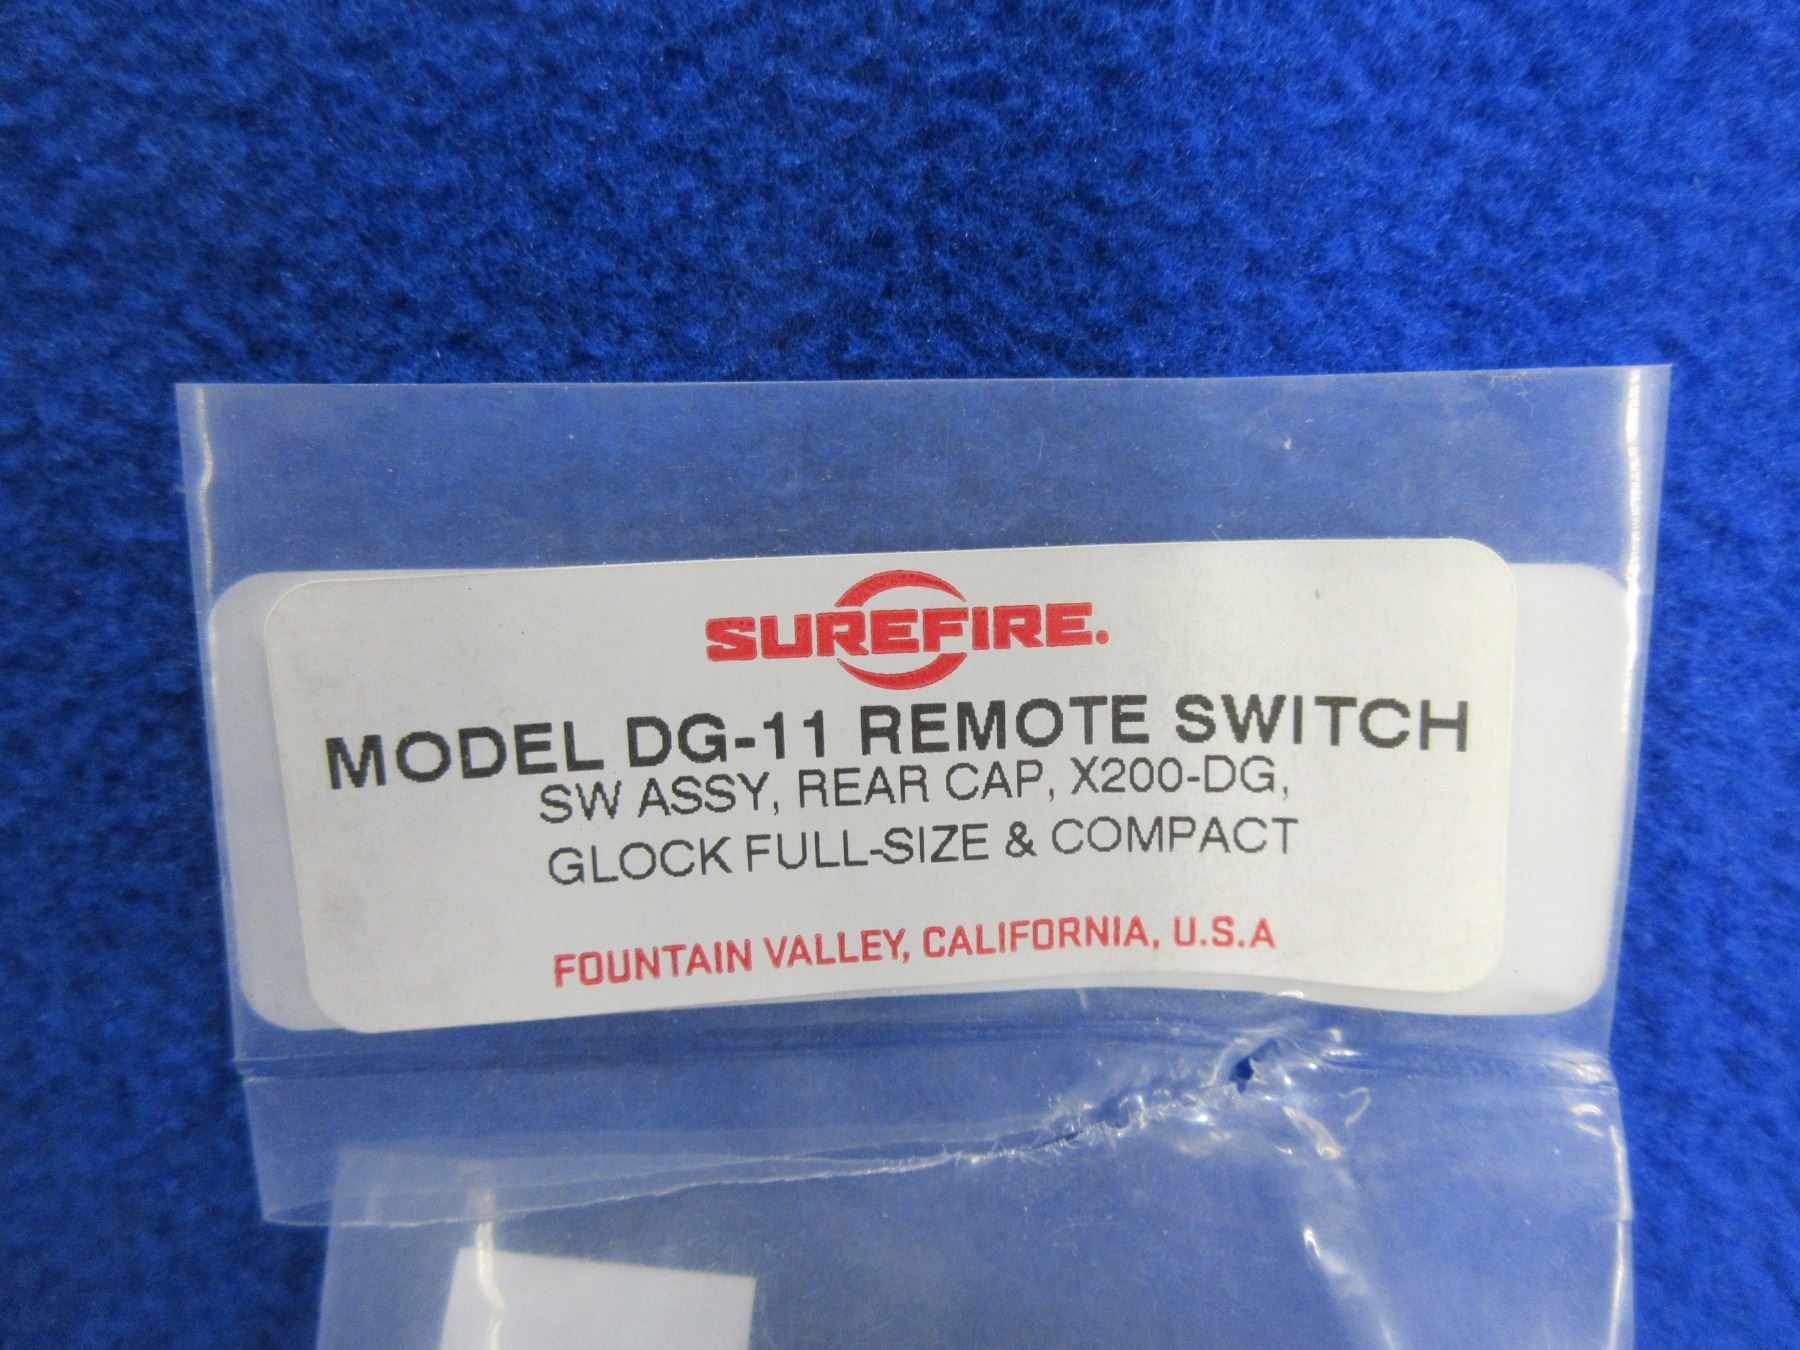 SUREFIRE.
MODEL DG-11 REMOTE SWITCH
SW ASSY, REAR CAP, X200-DG,
GLOCK FULL-SIZE & COMPACT
FOUNTAIN VALLEY, CALIFORNIA, U.S.A